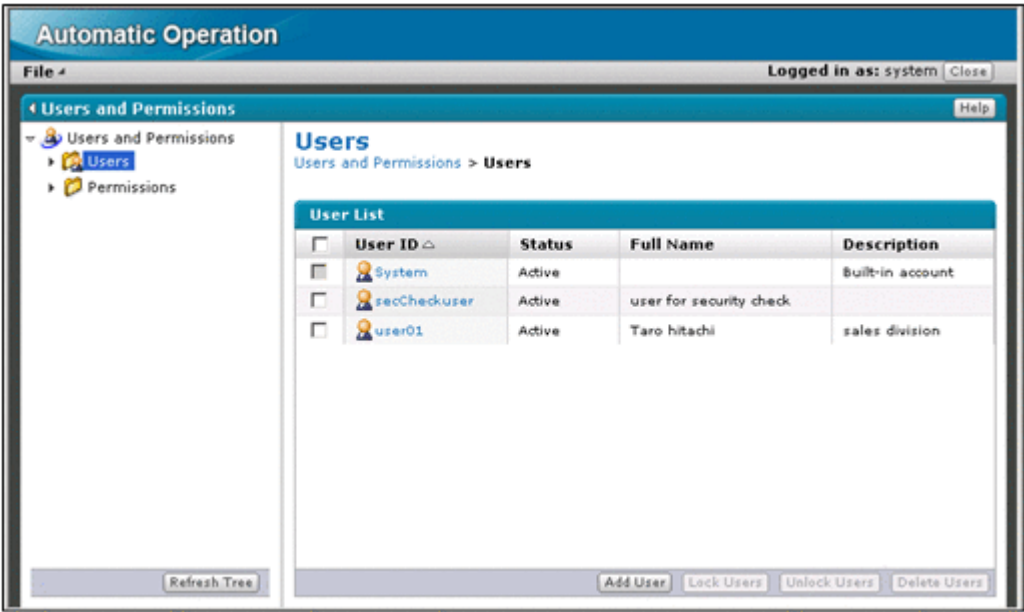 Automatic Operation
File
Logged in as: system Close
Users and Permissions
Help
Users and Permissions
Users
Permissions
Refresh Tree
Users
Users and Permissions > Users
User List
User ID Status Full Name Description
System Active Built-in account
secCheckuser Active user for security check
user01 Active Taro hitachi sales division
Add User Lock Users Unlock Users Delete Users